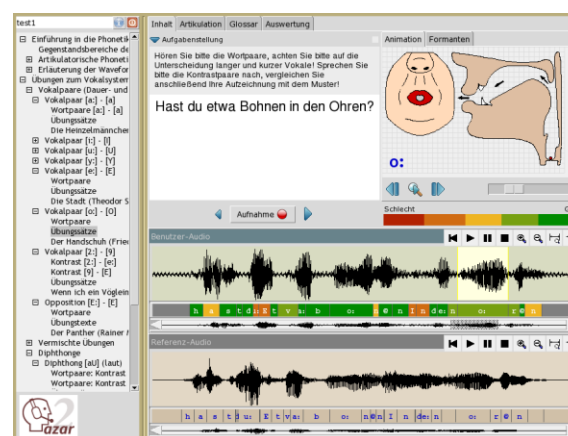 test1
Einführung in die Phonetik
Gegenstandsbereiche de
Artikulatorische Phoneti
Erläuterung der Wavefor
Übungen zum Vokalsystem
Vokalpaare (Dauer- und
Vokalpaar [a:] - [a]
Wortpaare [a:] - [a]
Übungssätze
Die Heinzelmänncher
Vokalpaar [i:] - [I]
Vokalpaar [u:] - [U]
Vokalpaar [y:] - [Y]
Vokalpaar [e:] - [E]
Wortpaare
Übungssätze
Die Stadt (Theodor S
Vokalpaar [o:] - [O]
Wortpaare
Übungssätze
Der Handschuh (Frie
Vokalpaar [2:] - [9]
Kontrast [2:] - [e:]
Kontrast [9] - [E]
Übungssätze
Wenn ich ein Vöglein
Opposition [E:] - [E]
Wortpaare
Übungstexte
Der Panther (Rainer
Vermischte Übungen
Diphthonge
Diphthong [aU] (laut)
Wortpaare: Kontrast
Wortpaare: Kontrast
azar
Inhalt Artikulation Glossar Auswertung
Aufgabenstellung
Hören Sie bitte die Wortpaare, achten Sie bitte auf die
Unterscheidung langer und kurzer Vokale! Sprechen Sie
bitte die Kontrastpaare nach, vergleichen Sie
anschließend Ihre Aufzeichnung mit dem Muster!
Hast du etwa Bohnen in den Ohren?
Aufnahme
Animation Formanten
o:
Schlecht
Benutzer-Audio
h a s t d u: E t v a: b o: n @ n I n d e: n o: r @ n
Referenz-Audio
h a s t d u: E t v a: b o: n @ n I n d e: n o: r @ n